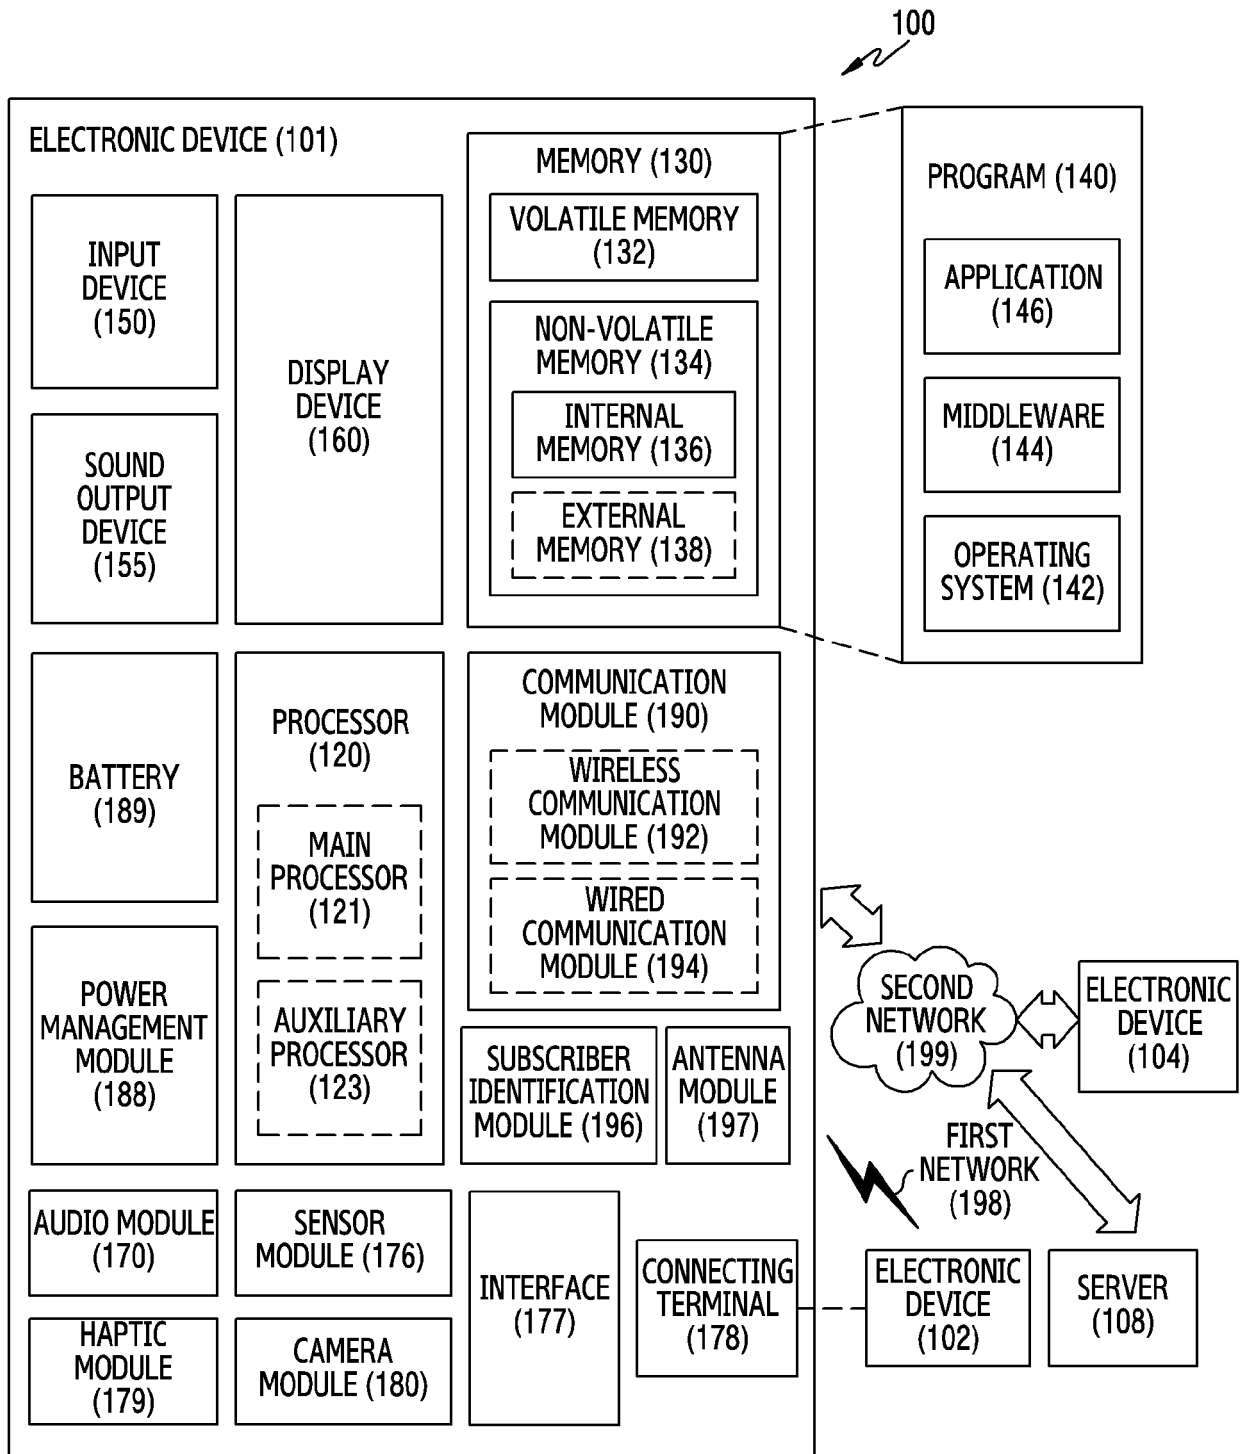 100
ELECTRONIC DEVICE (101)
INPUT
DEVICE
(150)
DISPLAY
DEVICE
(160)
SOUND
OUTPUT
DEVICE
(155)
MEMORY (130)
VOLATILE MEMORY
(132)
NON-VOLATILE
MEMORY (134)
INTERNAL
MEMORY (136)
EXTERNAL
MEMORY (138)
PROGRAM (140)
APPLICATION
(146)
MIDDLEWARE
(144)
OPERATING
SYSTEM (142)
BATTERY
(189)
PROCESSOR
(120)
MAIN
PROCESSOR
(121)
AUXILIARY
PROCESSOR
(123)
COMMUNICATION
MODULE (190)
WIRELESS
COMMUNICATION
MODULE (192)
WIRED
COMMUNICATION
MODULE (194)
POWER
MANAGEMENT
MODULE
(188)
SUBSCRIBER
IDENTIFICATION
MODULE (196)
ANTENNA
MODULE
(197)
SECOND
NETWORK
(199)
ELECTRONIC
DEVICE
(104)
FIRST
NETWORK
(198)
AUDIO MODULE
(170)
SENSOR
MODULE (176)
INTERFACE
(177)
CONNECTING
TERMINAL
(178)
ELECTRONIC
DEVICE
(102)
SERVER
(108)
HAPTIC
MODULE
(179)
CAMERA
MODULE (180)